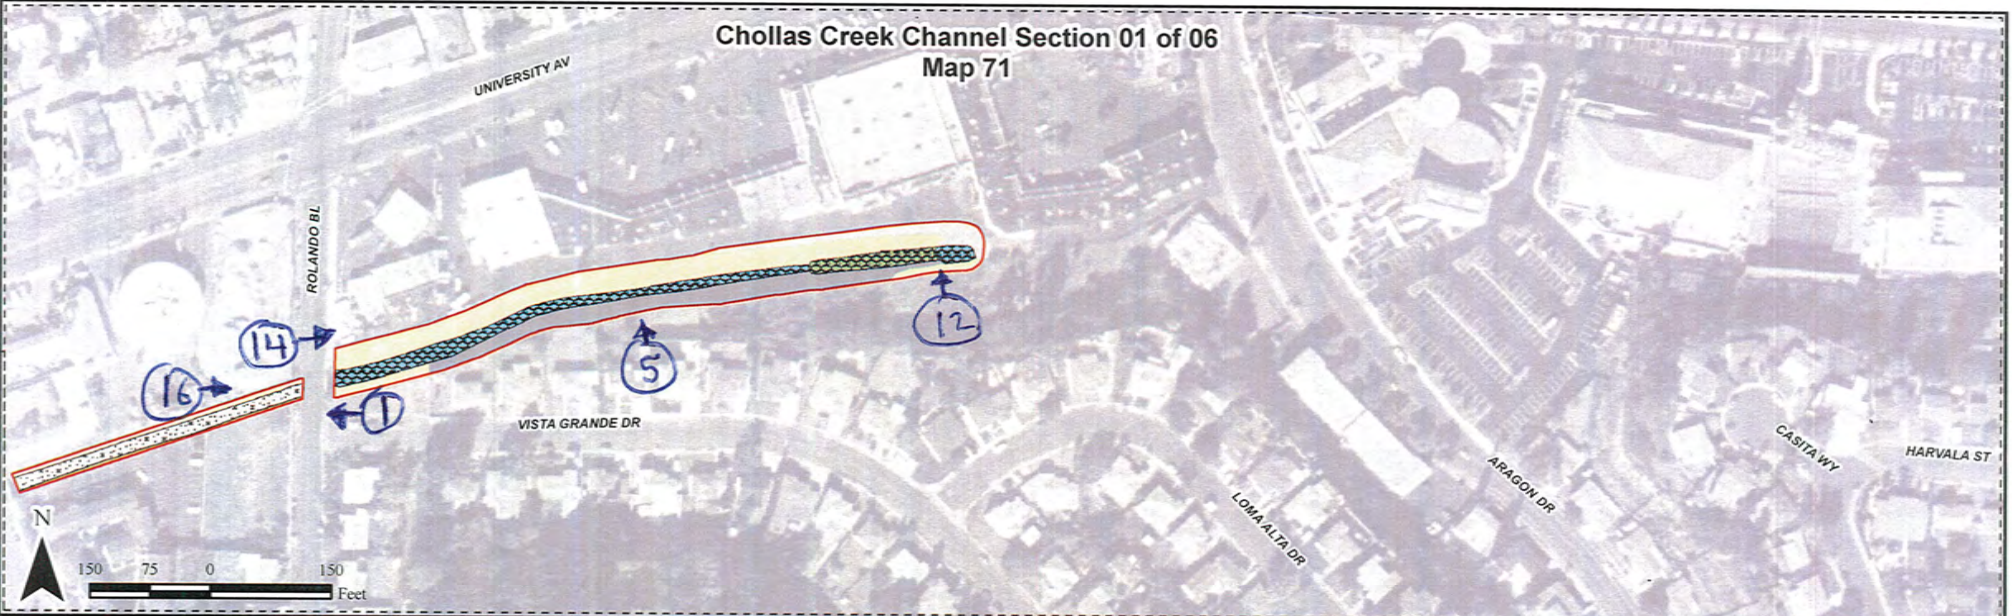 Chollas Creek Channel Section 01 of 06
Map 71
UNIVERSITY AV
ROLANDO BL
14
16
1
5
12
VISTA GRANDE DR
LOMA ALTA DR
ARAGON DR
CASITA WY
HARVALA ST
N
150 75 0 150
Feet